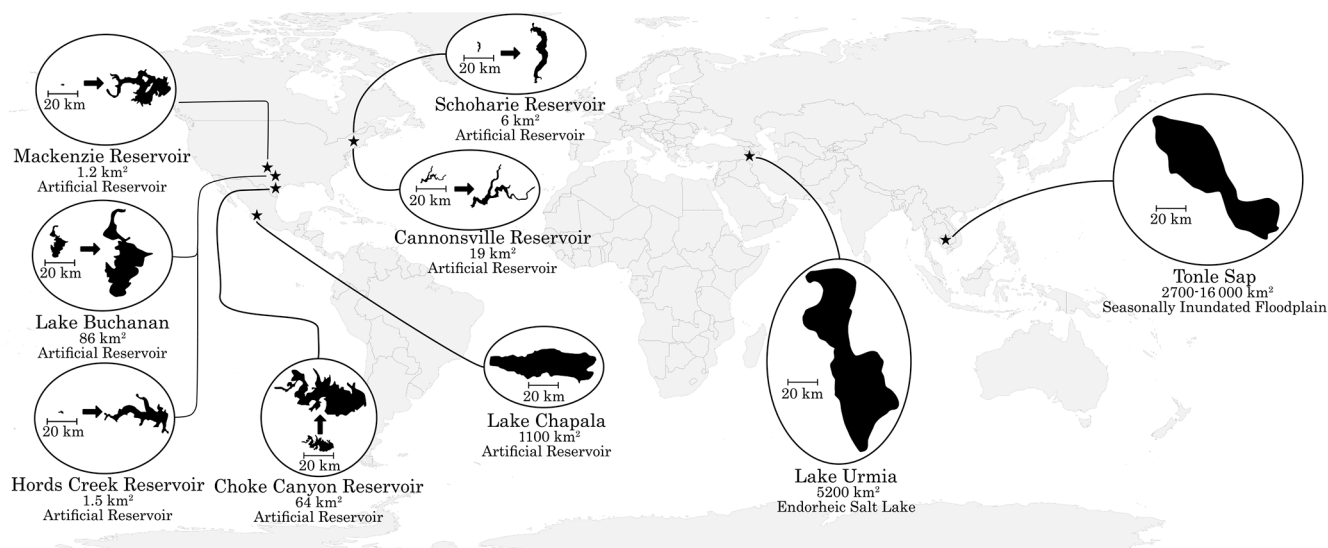 20 km
Mackenzie Reservoir
1.2 km²
Artificial Reservoir
20 km
Lake Buchanan
86 km²
Artificial Reservoir
20 km
Hords Creek Reservoir
1.5 km²
Artificial Reservoir
20 km
Choke Canyon Reservoir
64 km²
Artificial Reservoir
20 km
Schoharie Reservoir
6 km²
Artificial Reservoir
20 km
Cannonsville Reservoir
19 km²
Artificial Reservoir
20 km
Lake Chapala
1100 km²
Artificial Reservoir
20 km
Lake Urmia
5200 km²
Endorheic Salt Lake
20 km
Tonle Sap
2700-16 000 km²
Seasonally Inundated Floodplain